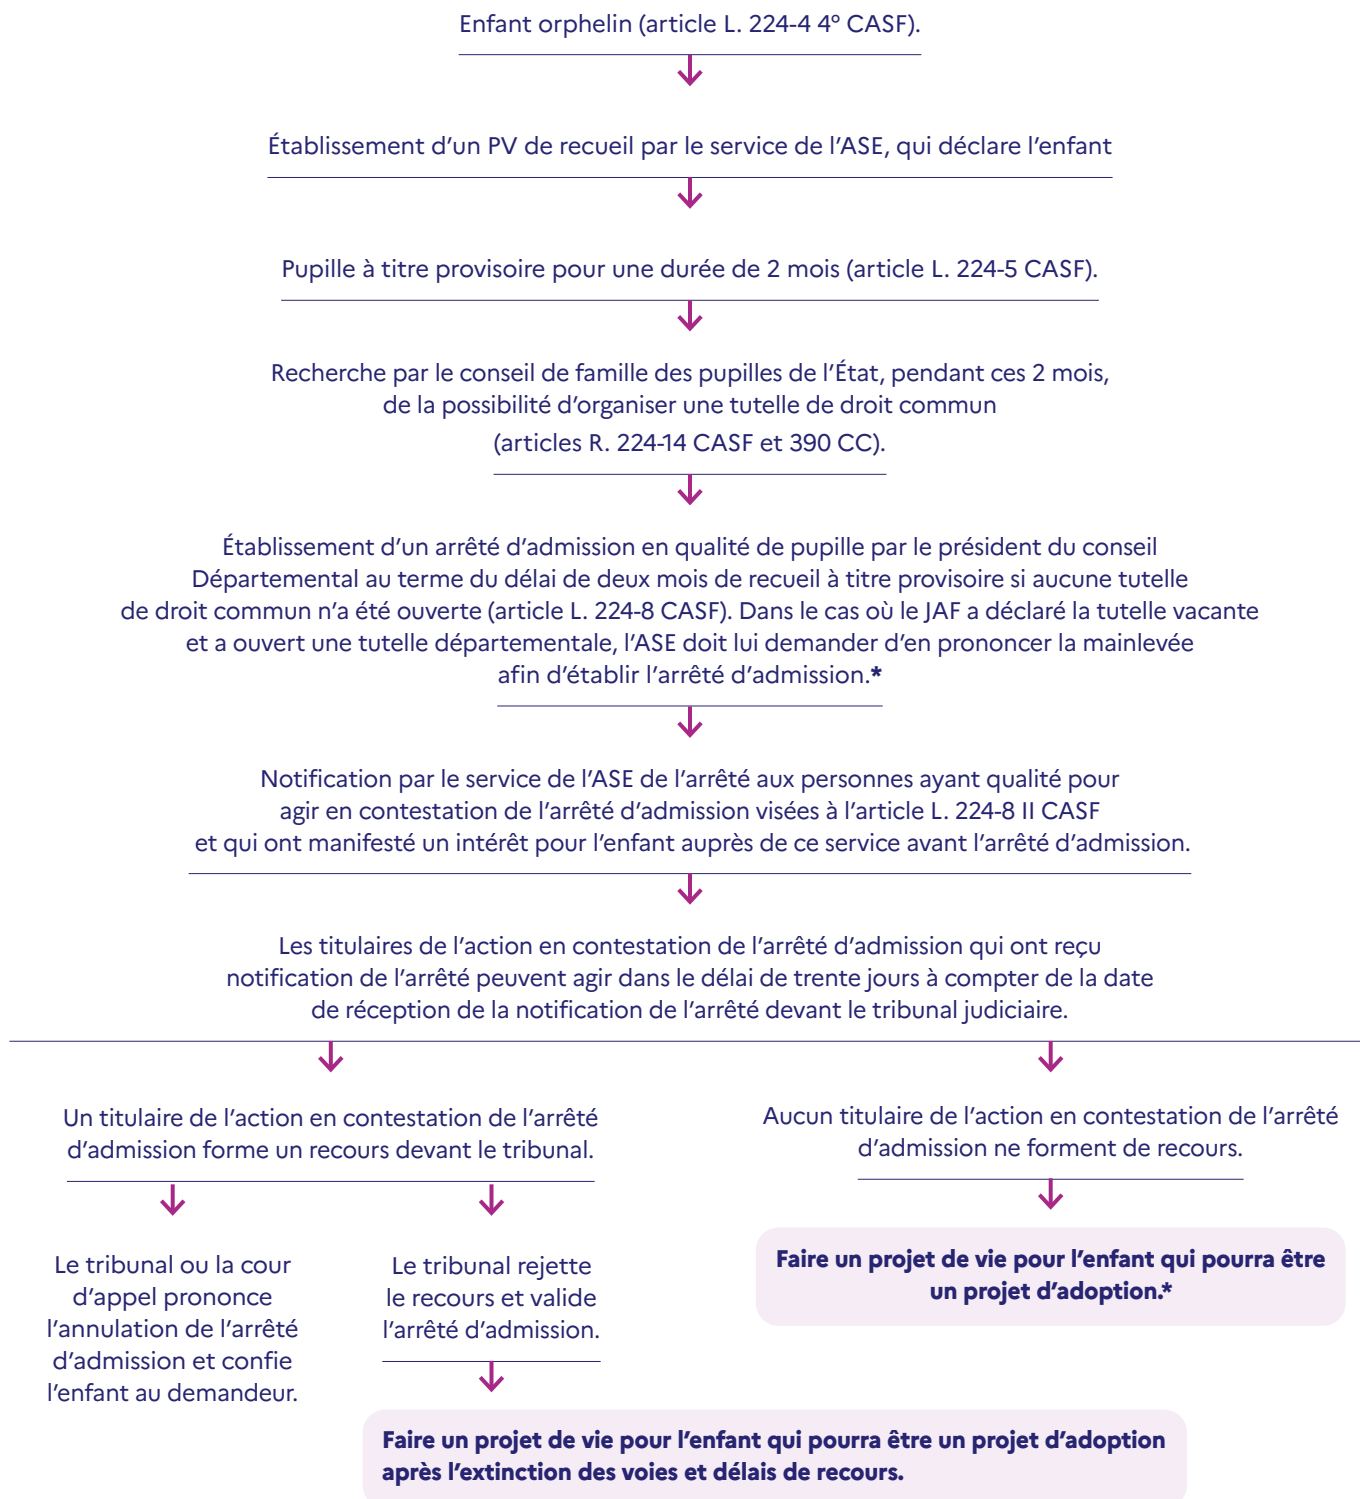 Enfant orphelin (article L. 224-4 4° CASF).
Établissement d'un PV de recueil par le service de l'ASE, qui déclare l'enfant
Pupille à titre provisoire pour une durée de 2 mois (article L. 224-5 CASF).
Recherche par le conseil de famille des pupilles de l'État, pendant ces 2 mois,
de la possibilité d'organiser une tutelle de droit commun
(articles R. 224-14 CASF et 390 CC).
Établissement d'un arrêté d'admission en qualité de pupille par le président du conseil
Départemental au terme du délai de deux mois de recueil à titre provisoire si aucune tutelle
de droit commun n'a été ouverte (article L. 224-8 CASF). Dans le cas où le JAF a déclaré la tutelle vacante
et a ouvert une tutelle départementale, l'ASE doit lui demander d'en prononcer la mainlevée
afin d'établir l'arrêté d'admission.*
Notification par le service de l'ASE de l'arrêté aux personnes ayant qualité pour
agir en contestation de l'arrêté d'admission visées à l'article L. 224-8 II CASF
et qui ont manifesté un intérêt pour l'enfant auprès de ce service avant l'arrêté d'admission.
Les titulaires de l'action en contestation de l'arrêté d'admission qui ont reçu
notification de l'arrêté peuvent agir dans le délai de trente jours à compter de la date
de réception de la notification de l'arrêté devant le tribunal judiciaire.
Un titulaire de l'action en contestation de l'arrêté
d'admission forme un recours devant le tribunal.
Le tribunal ou la cour
d'appel prononce
l'annulation de l'arrêté
d'admission et confie
l'enfant au demandeur.
Le tribunal rejette
le recours et valide
l'arrêté d'admission.
Faire un projet de vie pour l'enfant qui pourra être un projet d'adoption
après l'extinction des voies et délais de recours.
Aucun titulaire de l'action en contestation de l'arrêté
d'admission ne forment de recours.
Faire un projet de vie pour l'enfant qui pourra être
un projet d'adoption.*